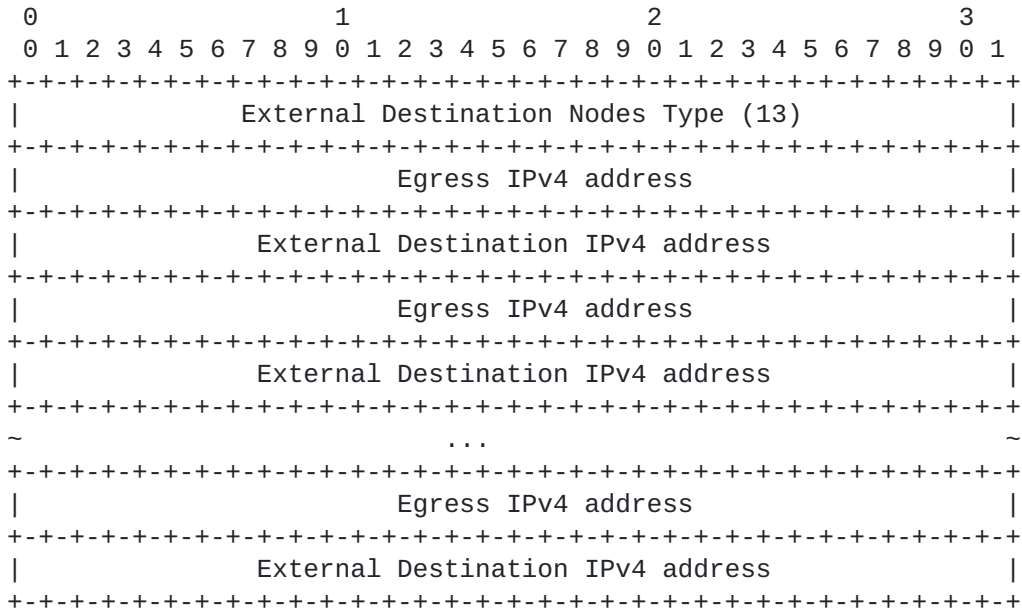 0                   1                   2                   3
 0 1 2 3 4 5 6 7 8 9 0 1 2 3 4 5 6 7 8 9 0 1 2 3 4 5 6 7 8 9 0 1
+-+-+-+-+-+-+-+-+-+-+-+-+-+-+-+-+-+-+-+-+-+-+-+-+-+-+-+-+-+-+-+-+
|              External Destination Nodes Type (13)             |
+-+-+-+-+-+-+-+-+-+-+-+-+-+-+-+-+-+-+-+-+-+-+-+-+-+-+-+-+-+-+-+-+
|                        Egress IPv4 address                    |
+-+-+-+-+-+-+-+-+-+-+-+-+-+-+-+-+-+-+-+-+-+-+-+-+-+-+-+-+-+-+-+-+
|               External Destination IPv4 address               |
+-+-+-+-+-+-+-+-+-+-+-+-+-+-+-+-+-+-+-+-+-+-+-+-+-+-+-+-+-+-+-+-+
|                        Egress IPv4 address                    |
+-+-+-+-+-+-+-+-+-+-+-+-+-+-+-+-+-+-+-+-+-+-+-+-+-+-+-+-+-+-+-+-+
|               External Destination IPv4 address               |
+-+-+-+-+-+-+-+-+-+-+-+-+-+-+-+-+-+-+-+-+-+-+-+-+-+-+-+-+-+-+-+-+
~                           ...                                 ~
+-+-+-+-+-+-+-+-+-+-+-+-+-+-+-+-+-+-+-+-+-+-+-+-+-+-+-+-+-+-+-+-+
|                        Egress IPv4 address                    |
+-+-+-+-+-+-+-+-+-+-+-+-+-+-+-+-+-+-+-+-+-+-+-+-+-+-+-+-+-+-+-+-+
|               External Destination IPv4 address               |
+-+-+-+-+-+-+-+-+-+-+-+-+-+-+-+-+-+-+-+-+-+-+-+-+-+-+-+-+-+-+-+-+